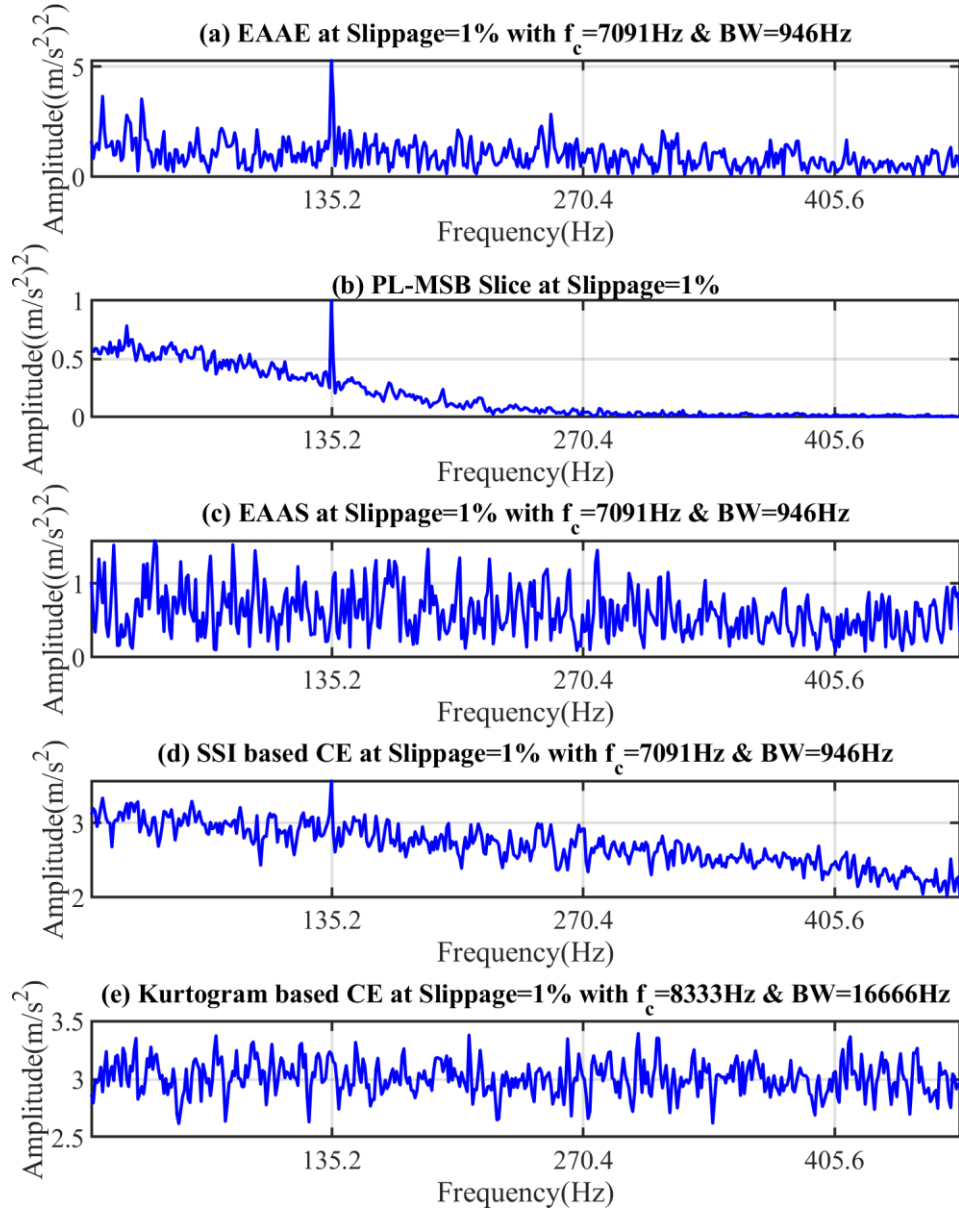 (a) EAAE at Slippage=1% with f_c=7091Hz & BW=946Hz
Amplitude((m/s²)²)
5
0
135.2 270.4 405.6
Frequency(Hz)
(b) PL-MSB Slice at Slippage=1%
Amplitude((m/s²)²)
1
0.5
0
135.2 270.4 405.6
Frequency(Hz)
(c) EAAS at Slippage=1% with f_c=7091Hz & BW=946Hz
Amplitude((m/s²)²)
1
0
135.2 270.4 405.6
Frequency(Hz)
(d) SSI based CE at Slippage=1% with f_c=7091Hz & BW=946Hz
Amplitude(m/s²)
3
2
135.2 270.4 405.6
Frequency(Hz)
(e) Kurtogram based CE at Slippage=1% with f_c=8333Hz & BW=16666Hz
Amplitude(m/s²)
3.5
3
2.5
135.2 270.4 405.6
Frequency(Hz)